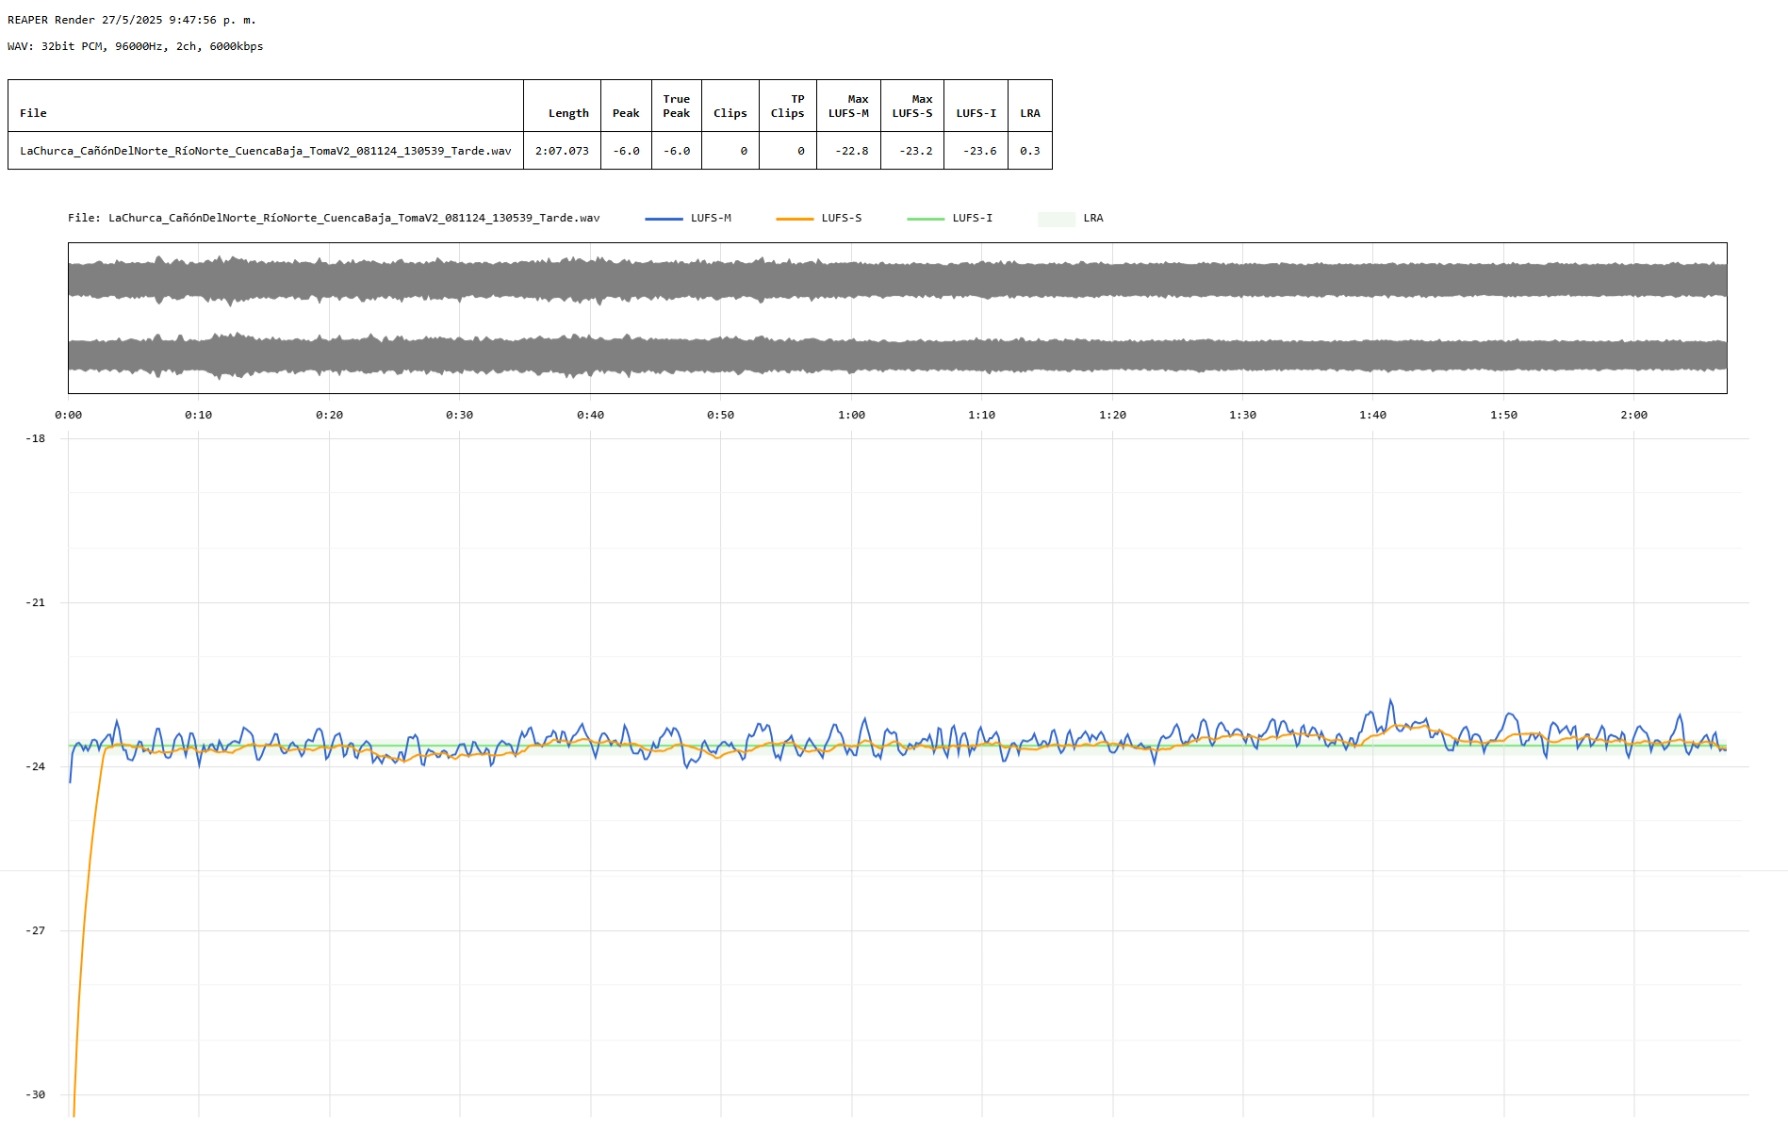 REAPER Render 27/5/2025 9:47:56 p. m.
WAV: 32bit PCM, 96000Hz, 2ch, 6000kbps
File Length Peak True Peak Clips TP Clips Max LUFS-M Max LUFS-S LUFS-I LRA
LaChurca_CañónDelNorte_RíoNorte_CuencaBaja_TomaV2_081124_130539_Tarde.wav 2:07.073 -6.0 -6.0 0 0 -22.8 -23.2 -23.6 0.3
File: LaChurca_CañónDelNorte_RíoNorte_CuencaBaja_TomaV2_081124_130539_Tarde.wav LUFS-M LUFS-S LUFS-I LRA
0:00 0:10 0:20 0:30 0:40 0:50 1:00 1:10 1:20 1:30 1:40 1:50 2:00
-18
-21
-24
-27
-30